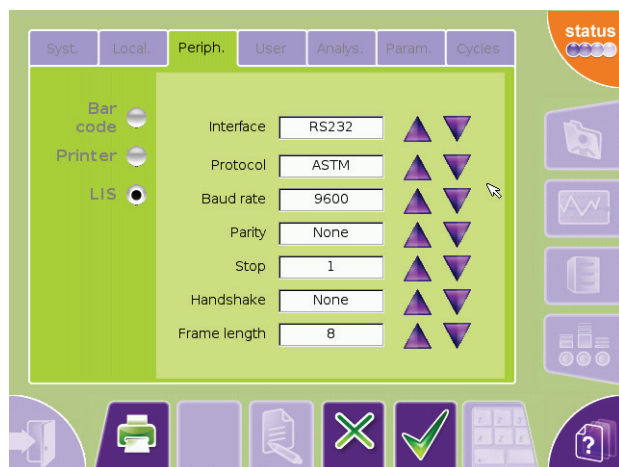 status
Syst. Local. Periph. User Analys. Param. Cycles
Bar
code
Printer
LIS
Interface RS232
Protocol ASTM
Baud rate 9600
Parity None
Stop 1
Handshake None
Frame length 8
?